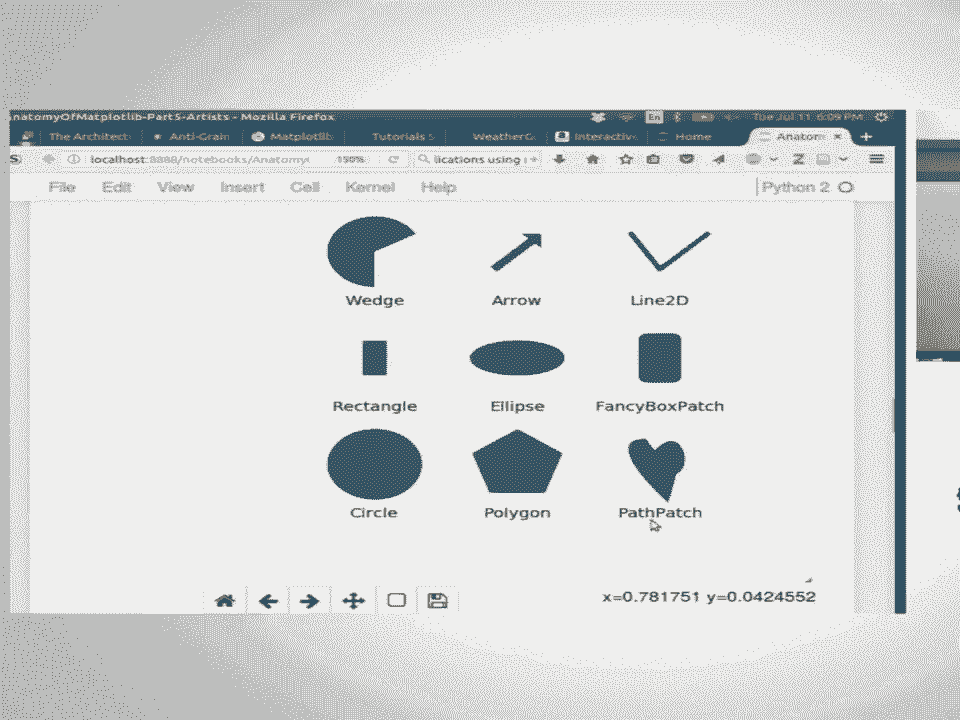 natomyOfMatplotlib-Part5-Artists - Mozilla Firefox En Tue Jul 11 6:09 PM
The Architect Anti-Grain Matplotlib Tutorials WeatherG Interactive Home Anatom × +
S) localhost:8888/notebooks/Anatomy 150% lications using
File Edit View Insert Cell Kernel Help Python 2
Wedge Arrow Line2D
Rectangle Ellipse FancyBoxPatch
Circle Polygon PathPatch
x=0.781751 y=0.0424552